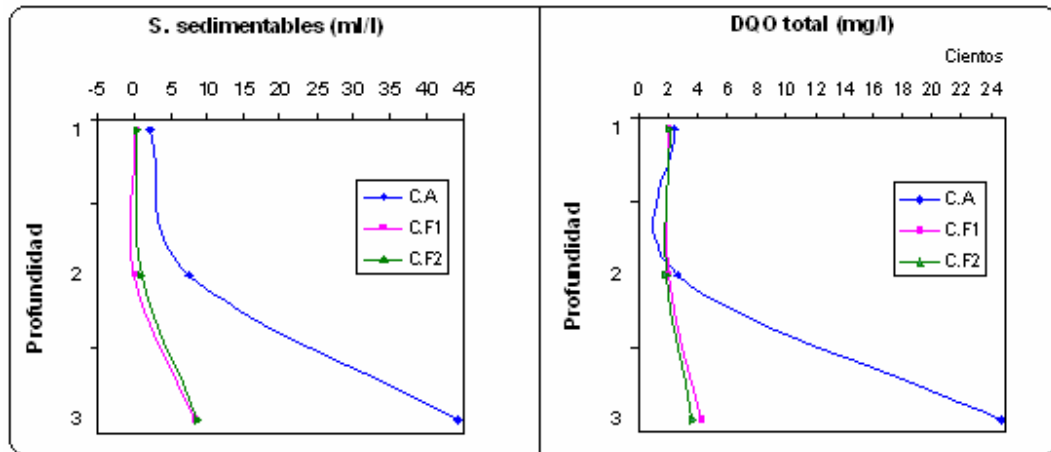 S. sedimentables (ml/l)
-5 0 5 10 15 20 25 30 35 40 45
1
2
3
Profundidad
C.A
C.F1
C.F2
DQO total (mg/l)
Cientos
0 2 4 6 8 10 12 14 16 18 20 22 24
1
2
3
Profundidad
C.A
C.F1
C.F2